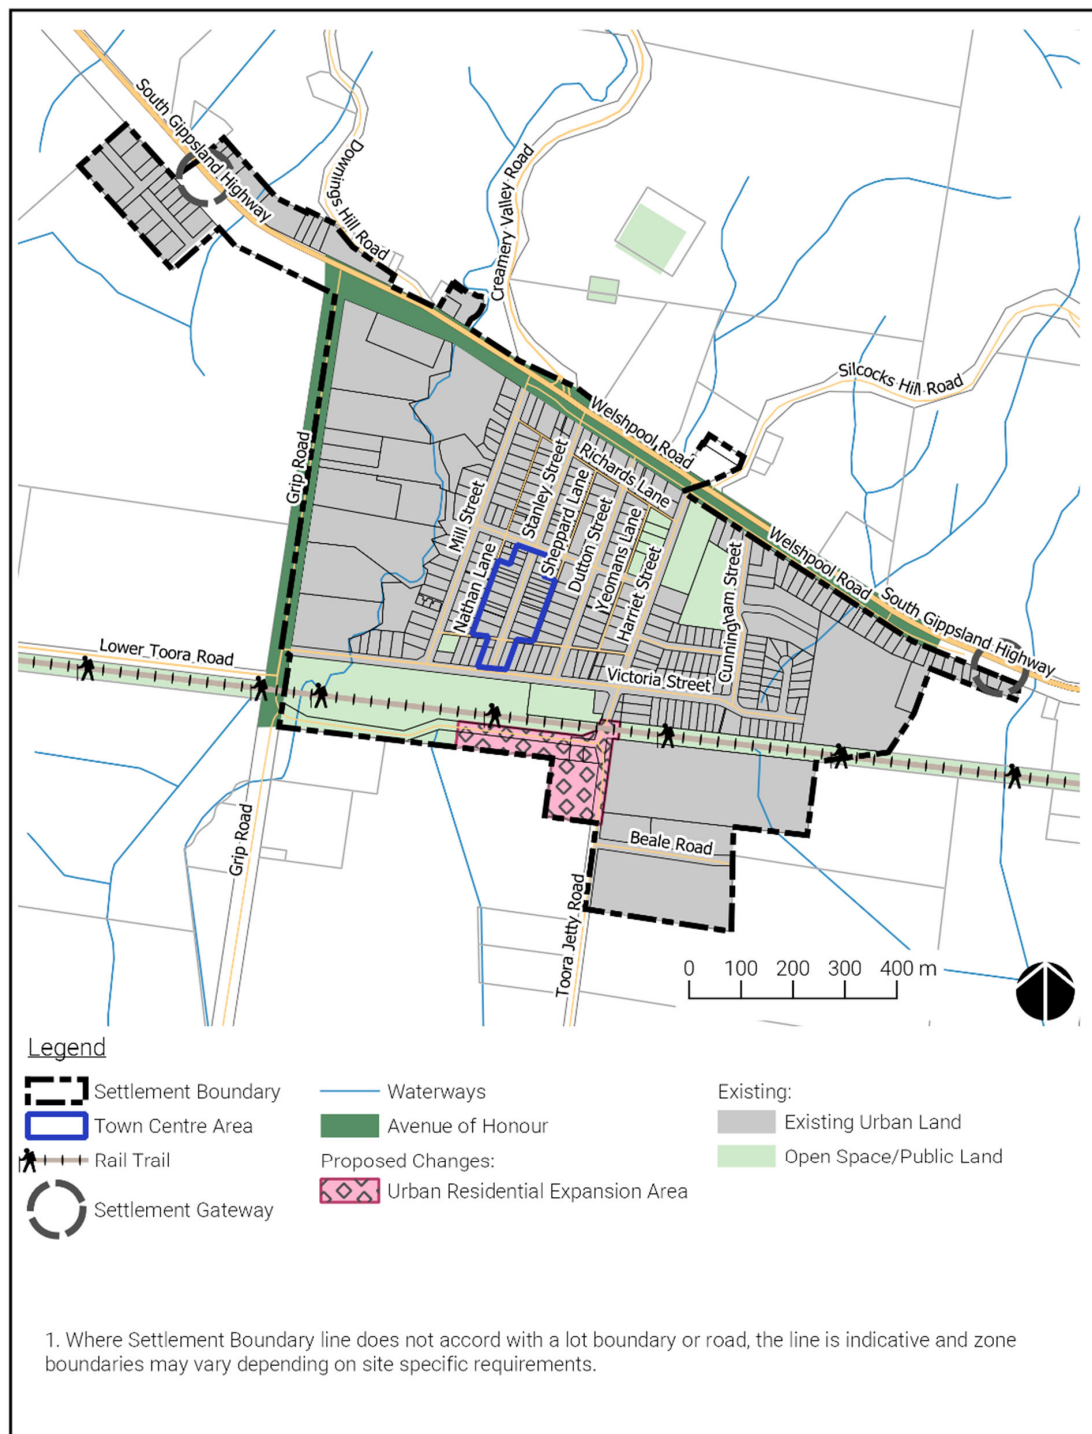 South Gippsland Highway
Downings Hill Road
Creamery Valley Road
Silcocks Hill Road
Welshpool Road
Richards Lane
Grip Road
Mill Street
Stanley Street
Sheppard Lane
Nathan Lane
Dutton Street
Yeomans Lane
Harriet Street
Cunningham Street
Welshpool Road
South Gippsland Highway
Lower Toora Road
Victoria Street
Grip Road
Beale Road
Toora Jetty Road
0 100 200 300 400 m
Legend
Settlement Boundary
Town Centre Area
Rail Trail
Settlement Gateway
Waterways
Avenue of Honour
Proposed Changes:
Urban Residential Expansion Area
Existing:
Existing Urban Land
Open Space/Public Land
1. Where Settlement Boundary line does not accord with a lot boundary or road, the line is indicative and zone
boundaries may vary depending on site specific requirements.